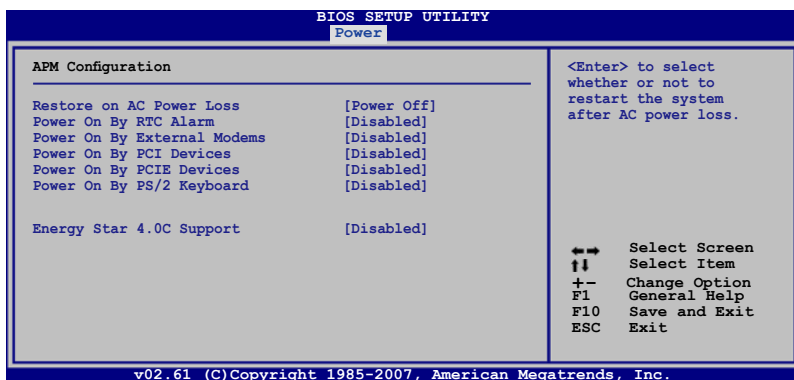 BIOS SETUP UTILITY
Power
APM Configuration
Restore on AC Power Loss [Power Off]
Power On By RTC Alarm [Disabled]
Power On By External Modems [Disabled]
Power On By PCI Devices [Disabled]
Power On By PCIE Devices [Disabled]
Power On By PS/2 Keyboard [Disabled]
Energy Star 4.0C Support [Disabled]
<Enter> to select
whether or not to
restart the system
after AC power loss.
←→ Select Screen
↑↓ Select Item
+- Change Option
F1 General Help
F10 Save and Exit
ESC Exit
v02.61 (C)Copyright 1985-2007, American Megatrends, Inc.